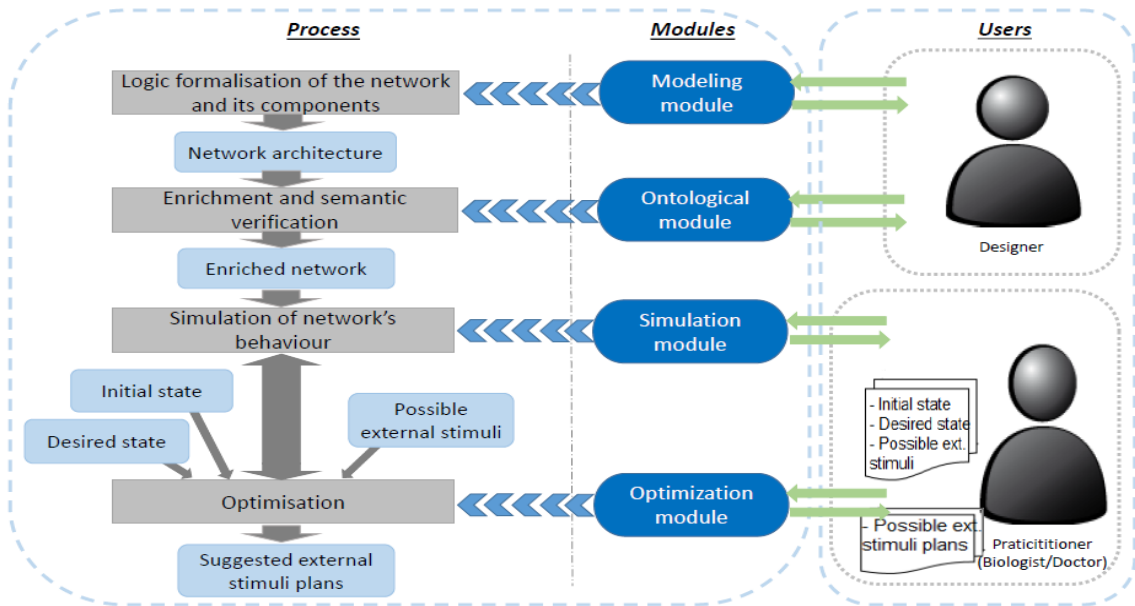 Process
Modules
Users
Logic formalisation of the network
and its components
Modeling
module
Network architecture
Enrichment and semantic
verification
Ontological
module
Designer
Enriched network
Simulation of network's
behaviour
Simulation
module
Initial state
Desired state
Possible
external stimuli
- Initial state
- Desired state
- Possible ext.
stimuli
Optimisation
Optimization
module
- Possible ext.
stimuli plans
Praticititioner
(Biologist/Doctor)
Suggested external
stimuli plans